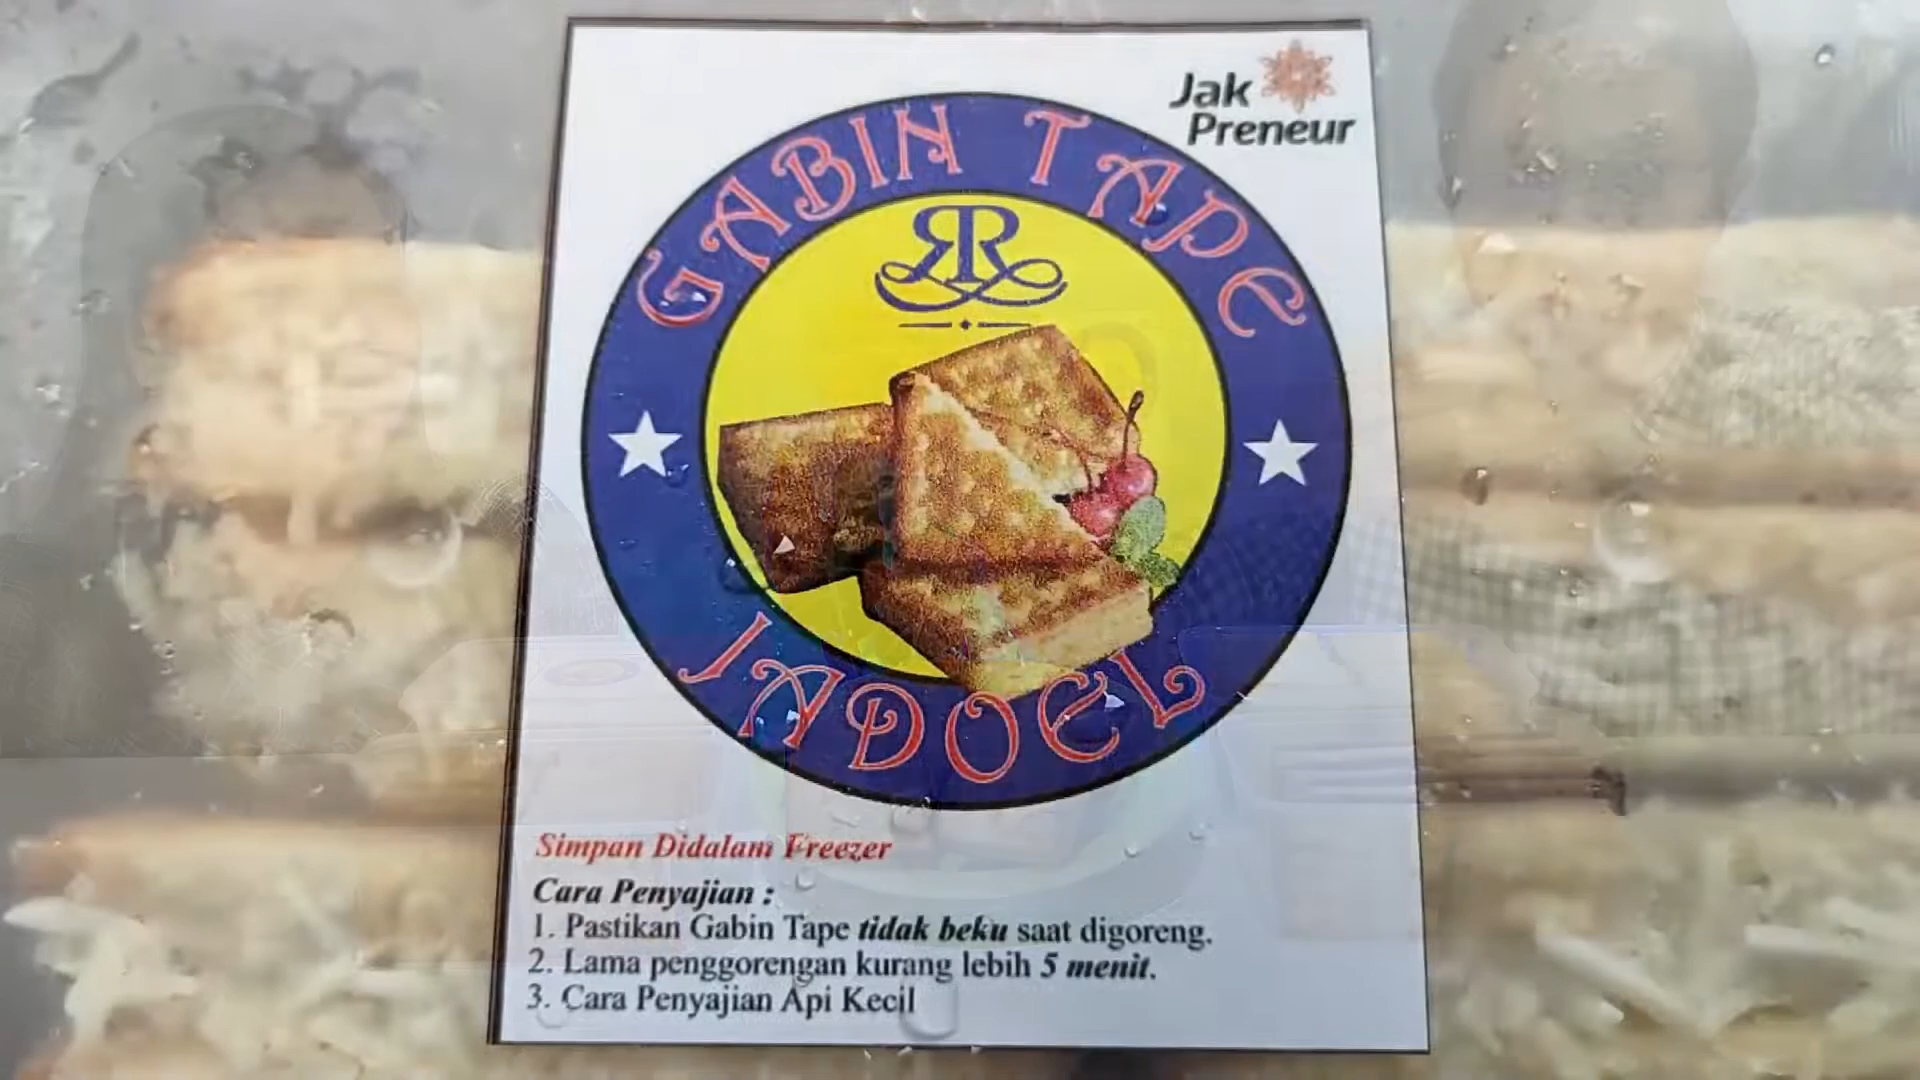 Jak
Preneur
GABIN TAPE
RR
JADOEL
Simpan Didalam Freezer
Cara Penyajian :
1. Pastikan Gabin Tape tidak beku saat digoreng.
2. Lama penggorengan kurang lebih 5 menit.
3. Cara Penyajian Api Kecil